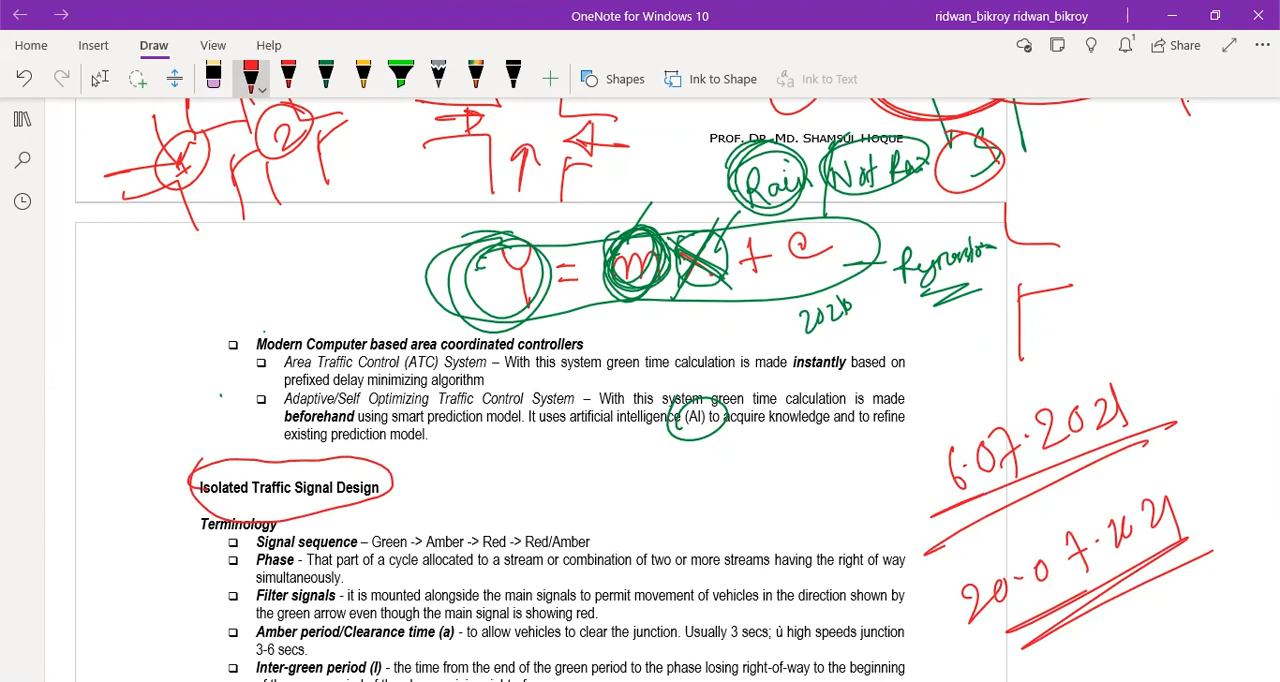 OneNote for Windows 10
ridwan_bikroy ridwan_bikroy
Home Insert Draw View Help
Share
Shapes
Ink to Shape
Ink to Text
1
2
3
PROF. DR. MD. SHAMSUL HOQUE
Rain
Not Rain
Y = m x + c
Regression
❑ Modern Computer based area coordinated controllers
❑ Area Traffic Control (ATC) System – With this system green time calculation is made instantly based on
prefixed delay minimizing algorithm
❑ Adaptive/Self Optimizing Traffic Control System – With this system green time calculation is made
beforehand using smart prediction model. It uses artificial intelligence (AI) to acquire knowledge and to refine
existing prediction model.
6.07.2021
20.07.2021
Isolated Traffic Signal Design
Terminology
❑ Signal sequence – Green -> Amber -> Red -> Red/Amber
❑ Phase - That part of a cycle allocated to a stream or combination of two or more streams having the right of way
simultaneously.
❑ Filter signals - it is mounted alongside the main signals to permit movement of vehicles in the direction shown by
the green arrow even though the main signal is showing red.
❑ Amber period/Clearance time (a) - to allow vehicles to clear the junction. Usually 3 secs; ù high speeds junction
3-6 secs.
❑ Inter-green period (I) - the time from the end of the green period to the phase losing right-of-way to the beginning